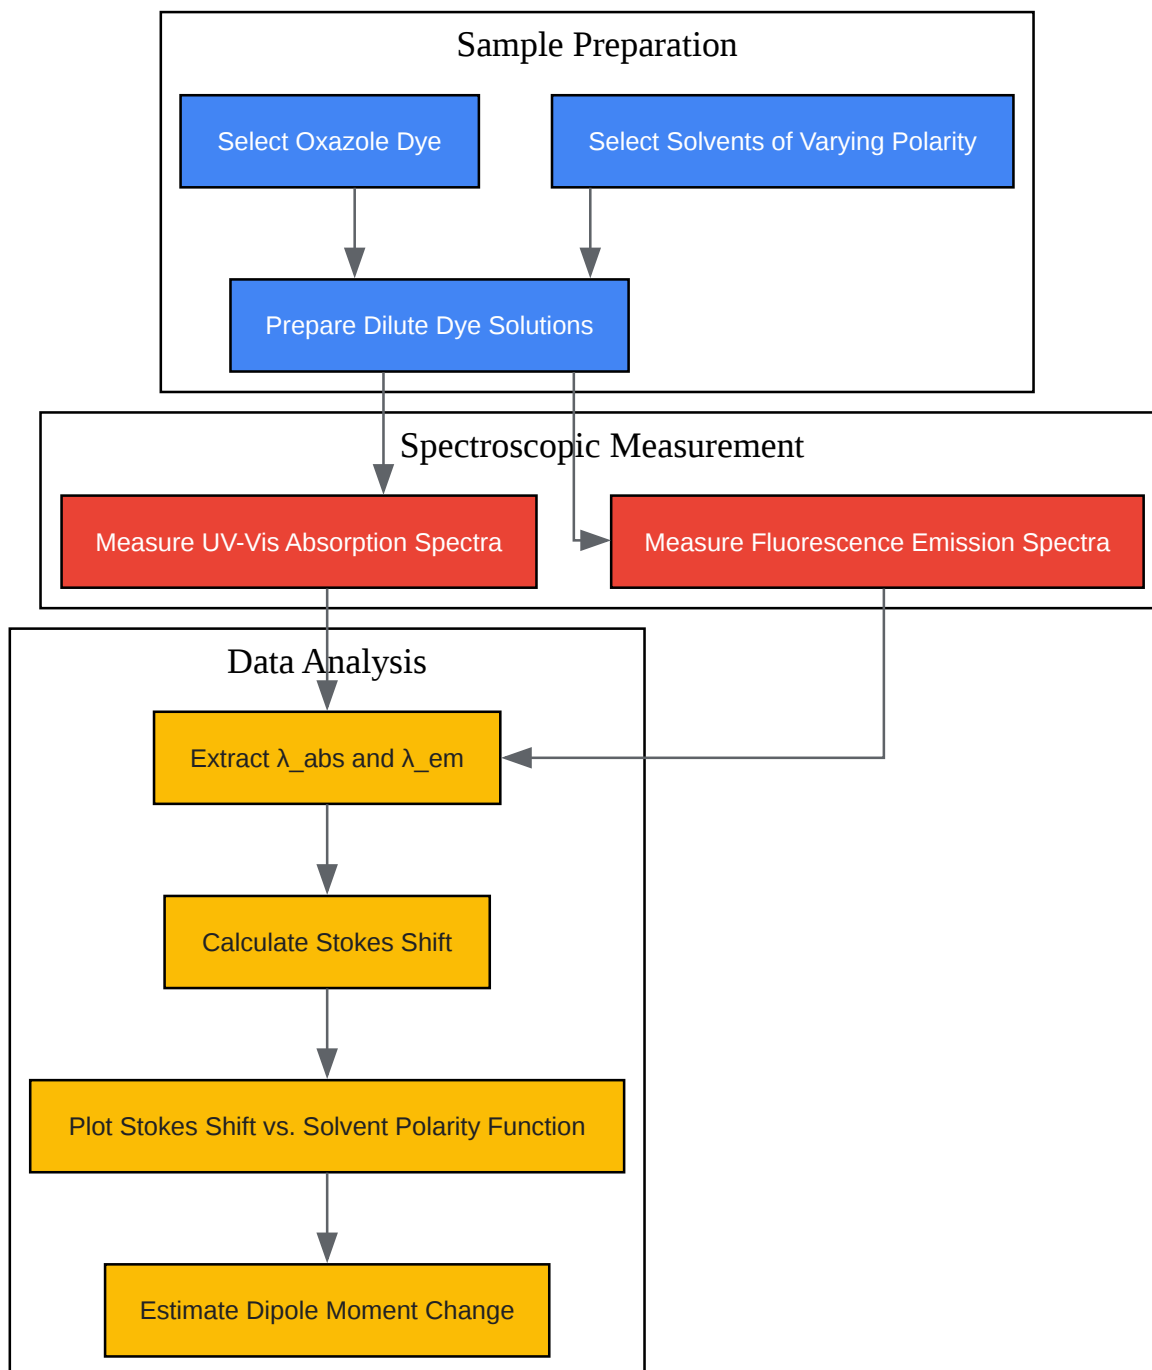 Sample Preparation
Select Oxazole Dye
Select Solvents of Varying Polarity
Prepare Dilute Dye Solutions
Spectroscopic Measurement
Measure UV-Vis Absorption Spectra
Measure Fluorescence Emission Spectra
Data Analysis
Extract λ_abs and λ_em
Calculate Stokes Shift
Plot Stokes Shift vs. Solvent Polarity Function
Estimate Dipole Moment Change